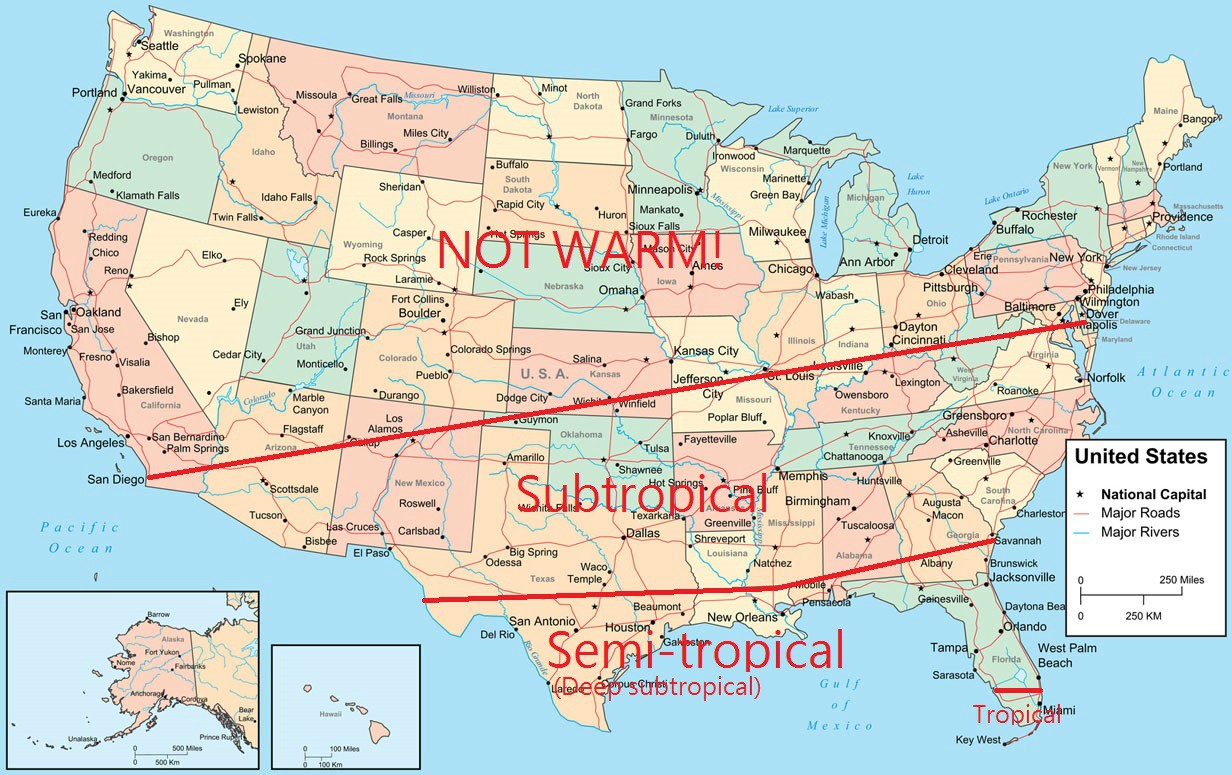 Washington
Seattle
Spokane
Yakima
Pullman
Portland
Vancouver
Lewiston
Missoula
Great Falls
Missouri
Williston
Montana
Miles City
Billings
Minot
North
Dakota
Grand Forks
Minnesota
Fargo
Duluth
Lake Superior
Ironwood
Marquette
Wisconsin
Marinette
Green Bay
Lake
Huron
Michigan
Lake Michigan
Maine
Bangor
Portland
New York
Vermont
New
Hampshire
Lake Ontario
Rochester
Buffalo
Massachusetts
Providence
Rhode Island
Connecticut
Oregon
Medford
Klamath Falls
Idaho
Idaho Falls
Twin Falls
Buffalo
South
Dakota
Rapid City
Huron
Hot Springs
Sioux Falls
Minneapolis
Mankato
Mississippi
Sheridan
Casper
Wyoming
Rock Springs
Laramie
NOT WARM!
Mason City
Sioux City
Ames
Iowa
Omaha
Nebraska
Milwaukee
Chicago
Detroit
Ann Arbor
Erie
Cleveland
Pennsylvania
Pittsburgh
New York
New Jersey
Philadelphia
Wilmington
Baltimore
Dover
Delaware
Maryland
Eureka
Redding
Chico
Reno
Elko
Ely
Nevada
San
Francisco
Oakland
San Jose
Monterey
Fresno
Visalia
Bishop
Bakersfield
Santa Maria
California
Los Angeles
San Bernardino
Palm Springs
San Diego
Cedar City
Utah
Monticello
Grand Junction
Fort Collins
Boulder
Colorado
Colorado Springs
Pueblo
Durango
Marble
Canyon
Colorado
Flagstaff
Arizona
Scottsdale
Tucson
Bisbee
Los
Alamos
Gallup
New Mexico
Roswell
Las Cruces
Carlsbad
El Paso
U. S. A.
Salina
Kansas
Dodge City
Wichita
Winfield
Kansas City
Jefferson
City
St. Louis
Missouri
Poplar Bluff
Illinois
Wabash
Indiana
Ohio
Dayton
Cincinnati
Louisville
Lexington
Owensboro
Kentucky
West
Virginia
Virginia
Roanoke
Norfolk
Guymon
Oklahoma
Tulsa
Shawnee
Amarillo
Fayetteville
Hot Springs
Pine Bluff
Arkansas
Subtropical
Wichita Falls
Texarkana
Dallas
Greenville
Mississippi
Mississippi
Memphis
Tennessee
Knoxville
Chattanooga
Huntsville
Greensboro
Asheville
Charlotte
North Carolina
Greenville
South
Carolina
Birmingham
Tuscaloosa
Alabama
Augusta
Macon
Georgia
Charleston
Savannah
Albany
Brunswick
Jacksonville
Big Spring
Odessa
Texas
Waco
Temple
Shreveport
Louisiana
Natchez
Mobile
Pensacola
Gainesville
Daytona Bea
Orlando
Tampa
Sarasota
Florida
West Palm
Beach
Del Rio
San Antonio
Beaumont
Houston
Galveston
New Orleans
Rio Grande
Laredo
Corpus Christi
Semi-tropical
(Deep subtropical)
Tropical
Miami
Key West
Gulf
of
Mexico
Pacific
Ocean
Atlantic
Ocean
United States
National Capital
Major Roads
Major Rivers
0 250 Miles
0 250 KM
Barrow
Alaska
Fort Yukon
Nome
Fairbanks
Anchorage
Cordova
Bear
Lake
Prince Rupert
Unalaska
0 500 Miles
0 500 Km
Hawaii
0 100 Miles
0 100 Km